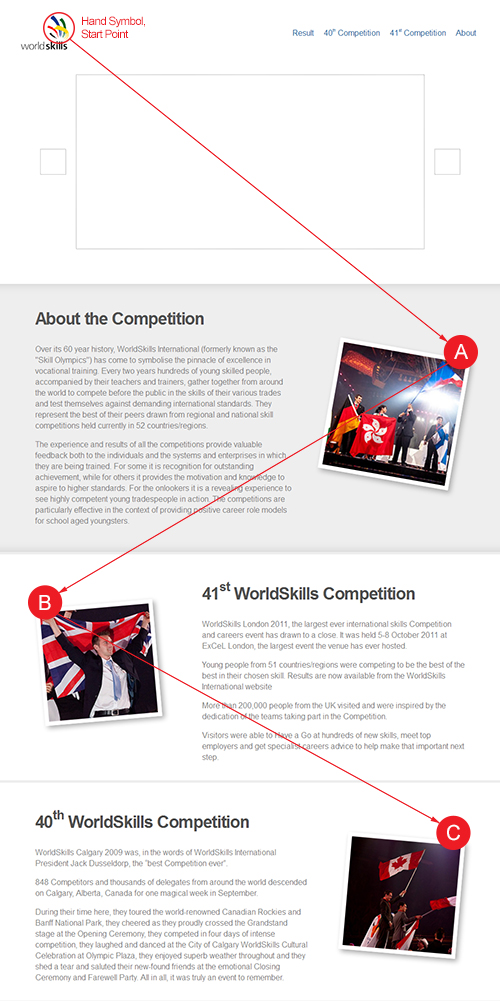 Hand Symbol,
Start Point
worldskills
Result 40th Competition 41st Competition About
A
About the Competition
Over its 60 year history, WorldSkills International (formerly known as the
"Skill Olympics") has come to symbolise the pinnacle of excellence in
vocational training. Every two years hundreds of young skilled people,
accompanied by their teachers and trainers, gather together from around
the world to compete before the public in the skills of their various trades
and test themselves against demanding international standards. They
represent the best of their peers drawn from regional and national skill
competitions held currently in 52 countries/regions.
The experience and results of all the competitions provide valuable
feedback both to the individuals and the systems and enterprises in which
they are being trained. For some it is recognition for outstanding
achievement, while for others it provides the motivation and knowledge to
aspire to higher standards. For the onlookers it is a revealing experience to
see highly competent young tradespeople in action. The competitions are
particularly effective in the context of providing positive career role models
for school aged youngsters.
B
41st WorldSkills Competition
WorldSkills London 2011, the largest ever international skills Competition
and careers event has drawn to a close. It was held 5-8 October 2011 at
ExCeL London, the largest event the venue has ever hosted.
Young people from 51 countries/regions were competing to be the best of the
best in their chosen skill. Results are now available from the WorldSkills
International website
More than 200,000 people from the UK visited and were inspired by the
dedication of the teams taking part in the Competition.
Visitors were able to Have a Go at hundreds of new skills, meet top
employers and get specialist careers advice to help make that important next
step.
C
40th WorldSkills Competition
WorldSkills Calgary 2009 was, in the words of WorldSkills International
President Jack Dusseldorp, the "best Competition ever".
848 Competitors and thousands of delegates from around the world descended
on Calgary, Alberta, Canada for one magical week in September.
During their time here, they toured the world-renowned Canadian Rockies and
Banff National Park, they cheered as they proudly crossed the Grandstand
stage at the Opening Ceremony, they competed in four days of intense
competition, they laughed and danced at the City of Calgary WorldSkills Cultural
Celebration at Olympic Plaza, they enjoyed superb weather throughout and they
shed a tear and saluted their new-found friends at the emotional Closing
Ceremony and Farewell Party. All in all, it was truly an event to remember.